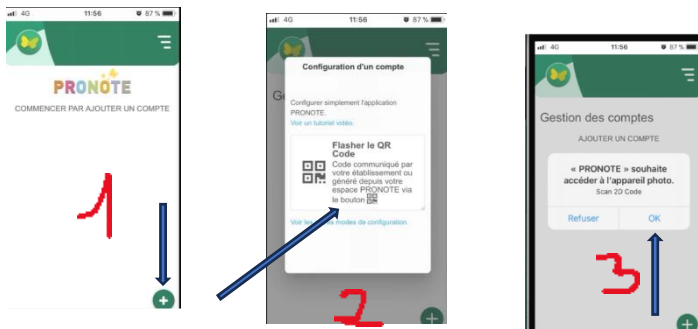 4G 11:56 87 %
PRONOTE
COMMENCER PAR AJOUTER UN COMPTE
1
4G 11:56 87 %
Configuration d'un compte
Configurer simplement l'application
PRONOTE.
Voir un tutoriel vidéo.
Flasher le QR
Code
Code communiqué par
votre établissement ou
généré depuis votre
espace PRONOTE via
le bouton
Voir les modes de configuration.
2
4G 11:56 87 %
Gestion des comptes
AJOUTER UN COMPTE
« PRONOTE » souhaite
accéder à l'appareil photo.
Scan 2D Code
Refuser OK
3